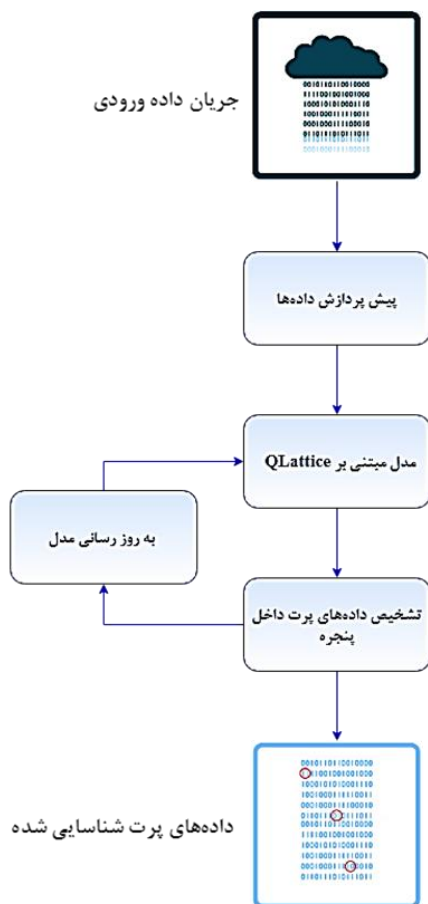 جریان داده ورودی
پیش پردازش داده‌ها
مدل مبتنی بر QLattice
به روز رسانی مدل
تشخیص داده‌های پرت داخل
پنجره
داده‌های پرت شناسایی شده